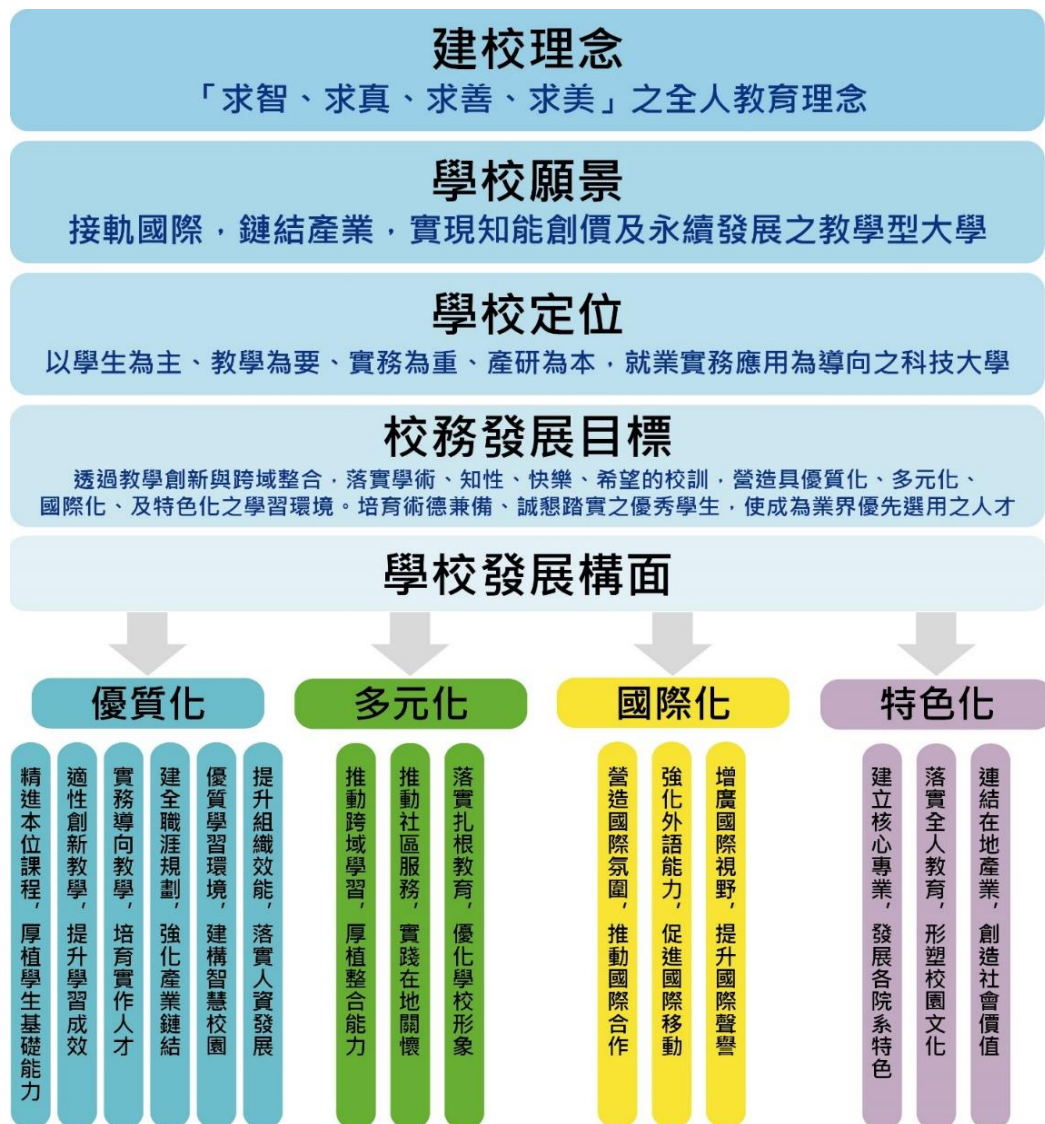 建校理念
「求智、求真、求善、求美」之全人教育理念
學校願景
接軌國際，鏈結產業，實現知能創價及永續發展之教學型大學
學校定位
以學生為主、教學為要、實務為重、產研為本，就業實務應用為導向之科技大學
校務發展目標
透過教學創新與跨域整合，落實學術、知性、快樂、希望的校訓，營造具優質化、多元化、
國際化、及特色化之學習環境。培育術德兼備、誠懇踏實之優秀學生，使成為業界優先選用之人才
學校發展構面
優質化
精進本位課程，厚植學生基礎能力
適性創新教學，提升學習成效
實務導向教學，培育實作人才
建全職涯規劃，強化產業鏈結
優質學習環境，建構智慧校園
提升組織效能，落實人資發展
多元化
推動跨域學習，厚植整合能力
推動社區服務，實踐在地關懷
落實扎根教育，優化學校形象
國際化
營造國際氛圍，推動國際合作
強化外語能力，促進國際移動
增廣國際視野，提升國際聲譽
特色化
建立核心專業，發展各院系特色
落實全人教育，形塑校園文化
連結在地產業，創造社會價值